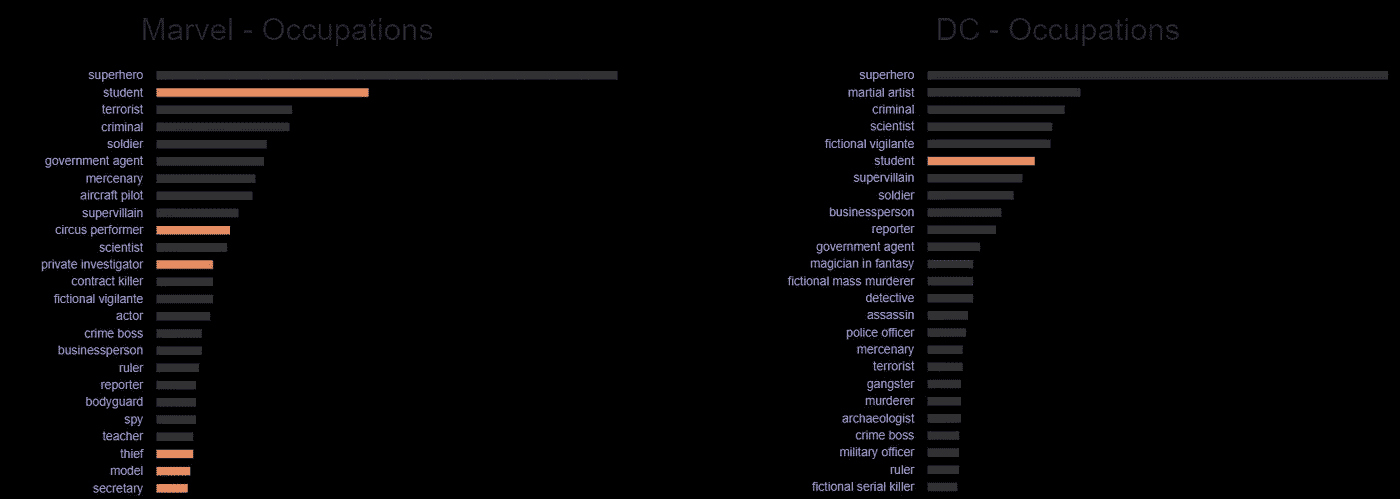 Marvel - Occupations
superhero
student
terrorist
criminal
soldier
government agent
mercenary
aircraft pilot
supervillain
circus performer
scientist
private investigator
contract killer
fictional vigilante
actor
crime boss
businessperson
ruler
reporter
bodyguard
spy
teacher
thief
model
secretary
DC - Occupations
superhero
martial artist
criminal
scientist
fictional vigilante
student
supervillain
soldier
businessperson
reporter
government agent
magician in fantasy
fictional mass murderer
detective
assassin
police officer
mercenary
terrorist
gangster
murderer
archaeologist
crime boss
military officer
ruler
fictional serial killer